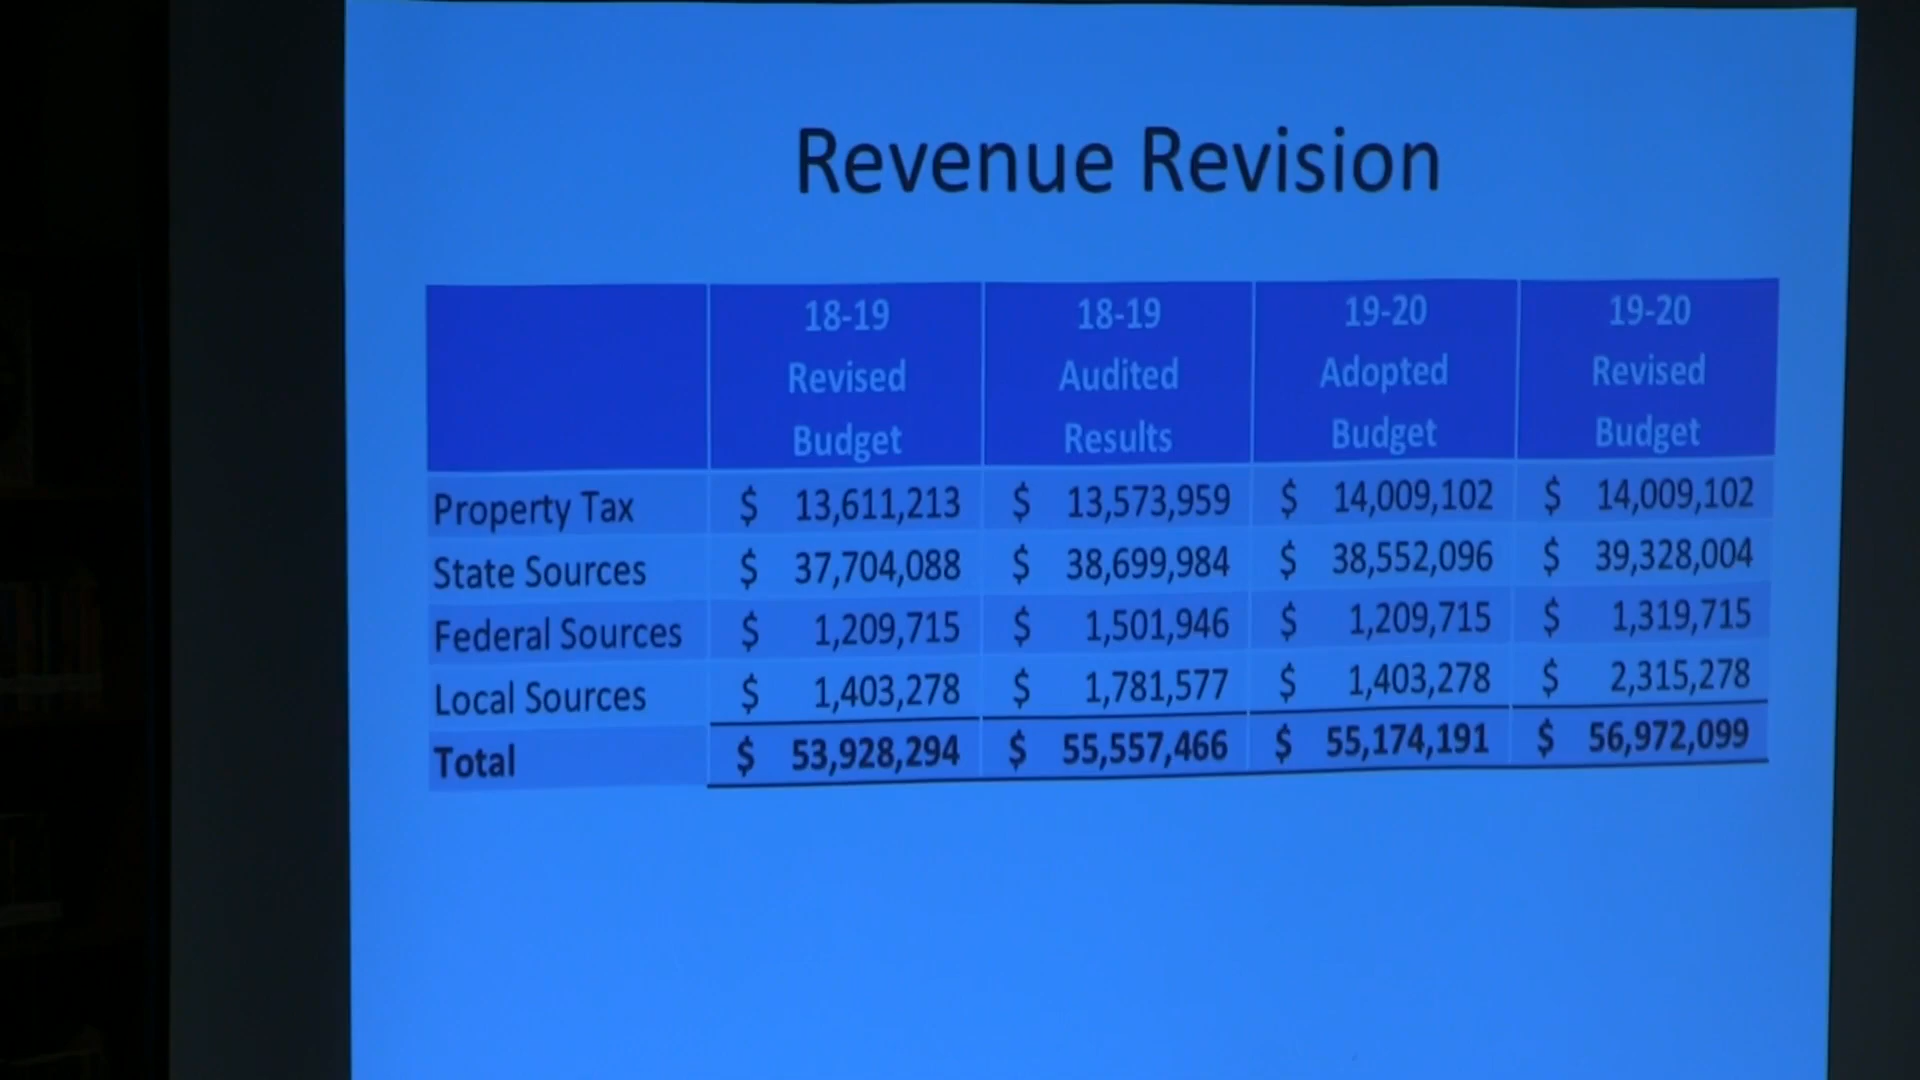 Revenue Revision
18-19 Revised Budget 18-19 Audited Results 19-20 Adopted Budget 19-20 Revised Budget
Property Tax $ 13,611,213 $ 13,573,959 $ 14,009,102 $ 14,009,102
State Sources $ 37,704,088 $ 38,699,984 $ 38,552,096 $ 39,328,004
Federal Sources $ 1,209,715 $ 1,501,946 $ 1,209,715 $ 1,319,715
Local Sources $ 1,403,278 $ 1,781,577 $ 1,403,278 $ 2,315,278
Total $ 53,928,294 $ 55,557,466 $ 55,174,191 $ 56,972,099